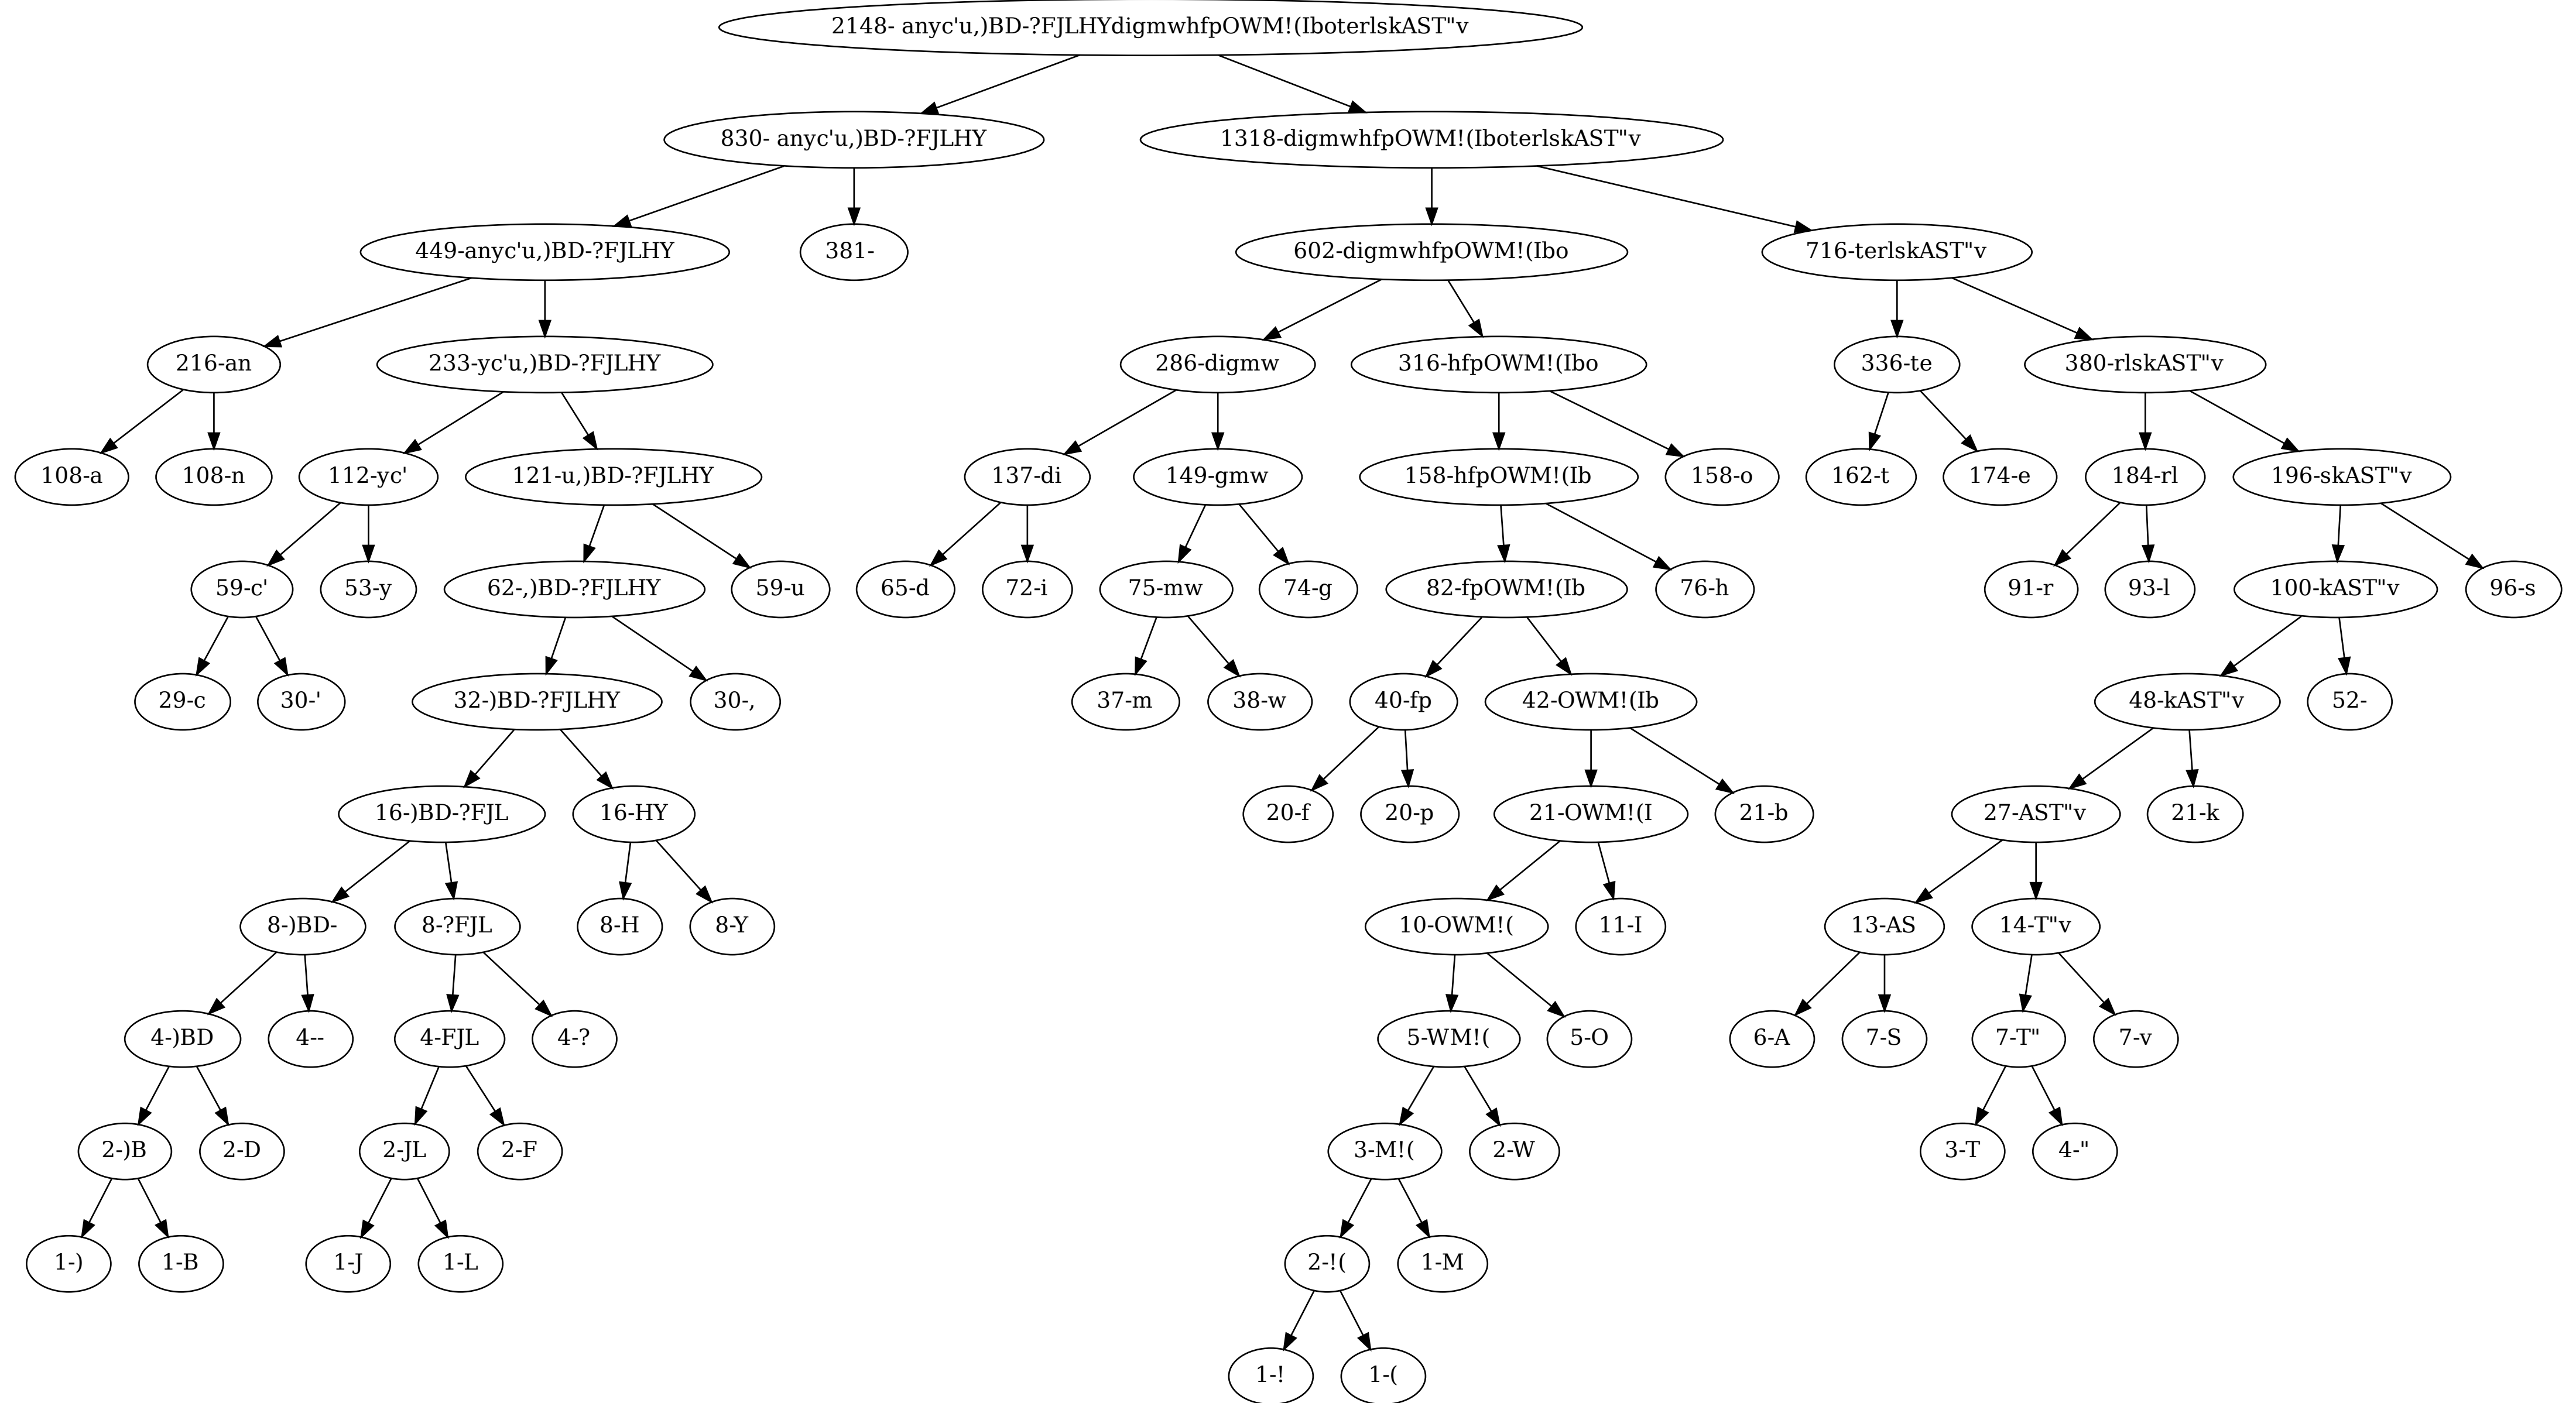 2148- anyc'u,)BD-?FJLHYdigmwhfpOWM!(IboterlskAST"v
830- anyc'u,)BD-?FJLHY
1318-digmwhfpOWM!(IboterlskAST"v
449-anyc'u,)BD-?FJLHY
381-
602-digmwhfpOWM!(Ibo
716-terlskAST"v
216-an
233-yc'u,)BD-?FJLHY
286-digmw
316-hfpOWM!(Ibo
336-te
380-rlskAST"v
108-a
108-n
112-yc'
121-u,)BD-?FJLHY
137-di
149-gmw
158-hfpOWM!(Ib
158-o
162-t
174-e
184-rl
196-skAST"v
59-c'
53-y
62-,)BD-?FJLHY
59-u
65-d
72-i
75-mw
74-g
82-fpOWM!(Ib
76-h
91-r
93-l
100-kAST"v
96-s
29-c
30-'
32-)BD-?FJLHY
30-,
37-m
38-w
40-fp
42-OWM!(Ib
48-kAST"v
52-
16-)BD-?FJL
16-HY
20-f
20-p
21-OWM!(I
21-b
27-AST"v
21-k
8-)BD-
8-?FJL
8-H
8-Y
10-OWM!(
11-I
13-AS
14-T"v
4-)BD
4--
4-FJL
4-?
5-WM!(
5-O
6-A
7-S
7-T"
7-v
2-)B
2-D
2-JL
2-F
3-M!(
2-W
3-T
4-"
1-)
1-B
1-J
1-L
2-!(
1-M
1-!
1-(